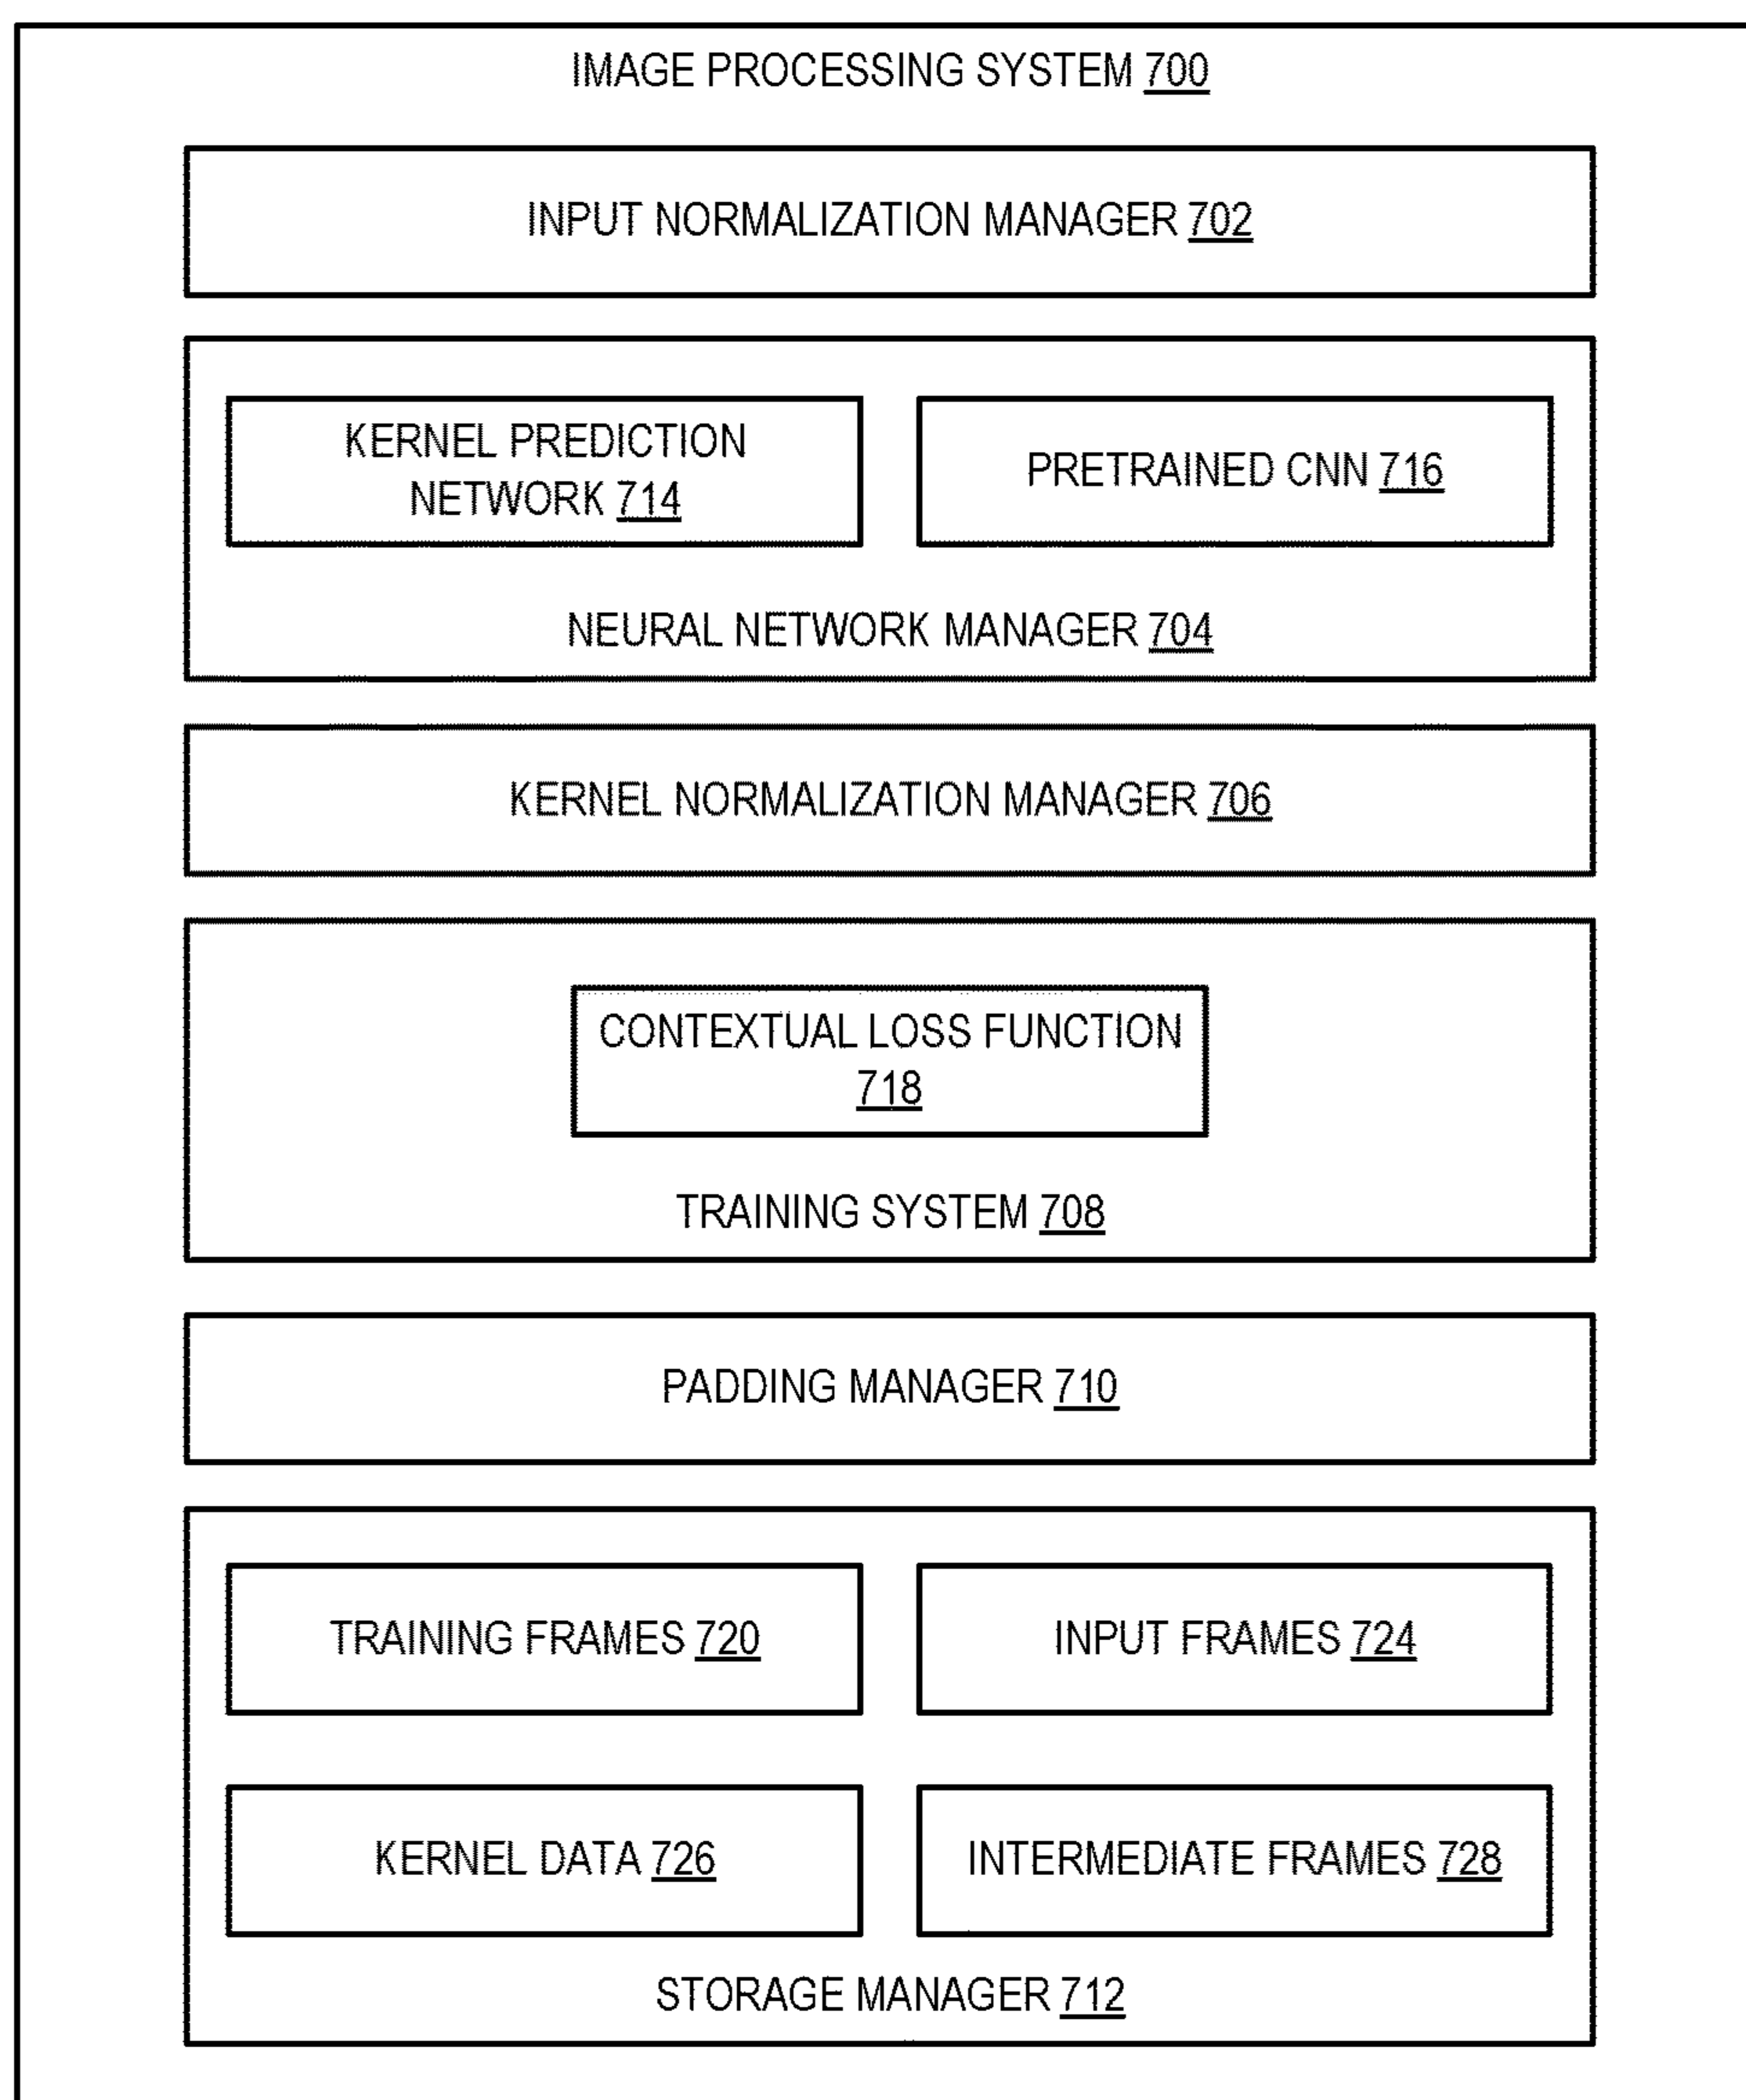 IMAGE PROCESSING SYSTEM 700
INPUT NORMALIZATION MANAGER 702
KERNEL PREDICTION
NETWORK 714
PRETRAINED CNN 716
NEURAL NETWORK MANAGER 704
KERNEL NORMALIZATION MANAGER 706
CONTEXTUAL LOSS FUNCTION
718
TRAINING SYSTEM 708
PADDING MANAGER 710
TRAINING FRAMES 720
INPUT FRAMES 724
KERNEL DATA 726
INTERMEDIATE FRAMES 728
STORAGE MANAGER 712